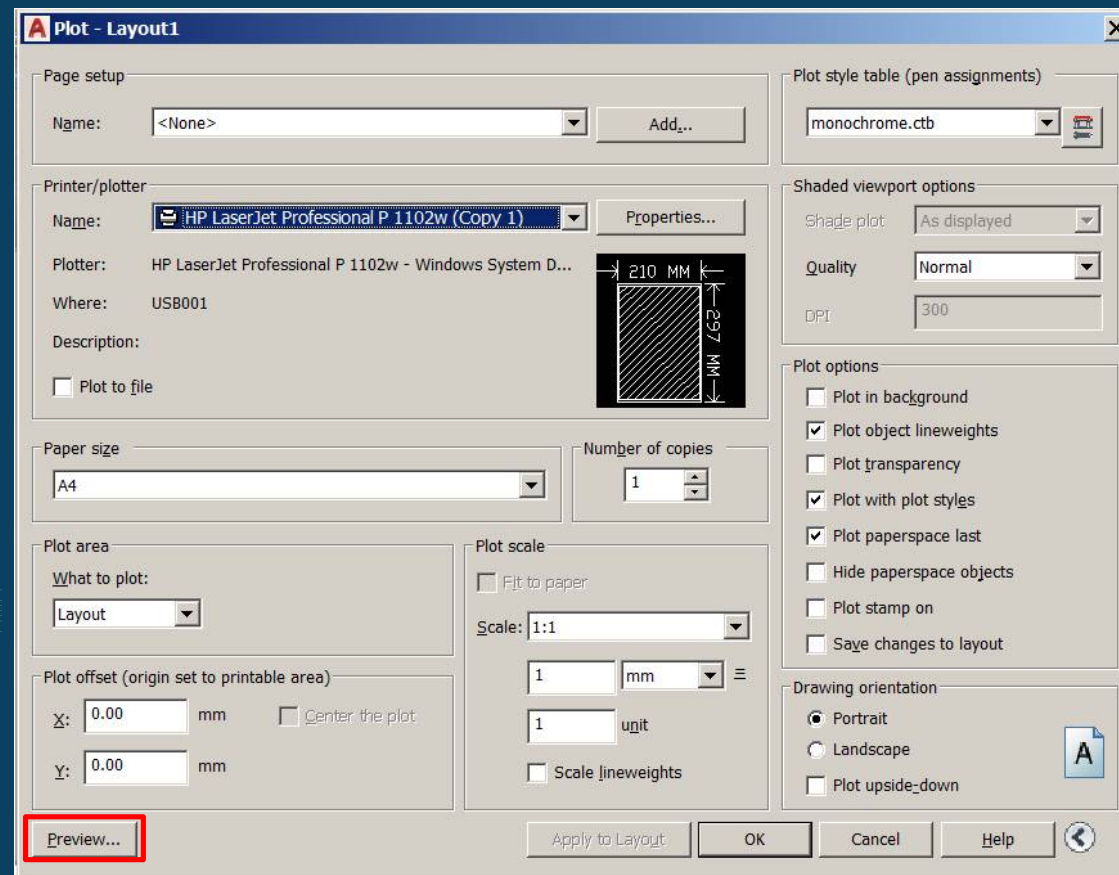 Plot - Layout1
Page setup
Name:
<None>
Add...
Plot style table (pen assignments)
monochrome.ctb
Printer/plotter
Name:
HP LaserJet Professional P 1102w (Copy 1)
Properties...
Plotter:
HP LaserJet Professional P 1102w - Windows System D...
Where:
USB001
Description:
Plot to file
210 MM
297 MM
Shaded viewport options
Shade plot
As displayed
Quality
Normal
DPI
300
Paper size
A4
Number of copies
1
Plot options
Plot in background
Plot object lineweights
Plot transparency
Plot with plot styles
Plot paperspace last
Hide paperspace objects
Plot stamp on
Save changes to layout
Plot area
What to plot:
Layout
Plot scale
Fit to paper
Scale:
1:1
1
mm
=
1
unit
Scale lineweights
Plot offset (origin set to printable area)
X:
0.00
mm
Center the plot
Y:
0.00
mm
Drawing orientation
Portrait
Landscape
Plot upside-down
A
Preview...
Apply to Layout
OK
Cancel
Help